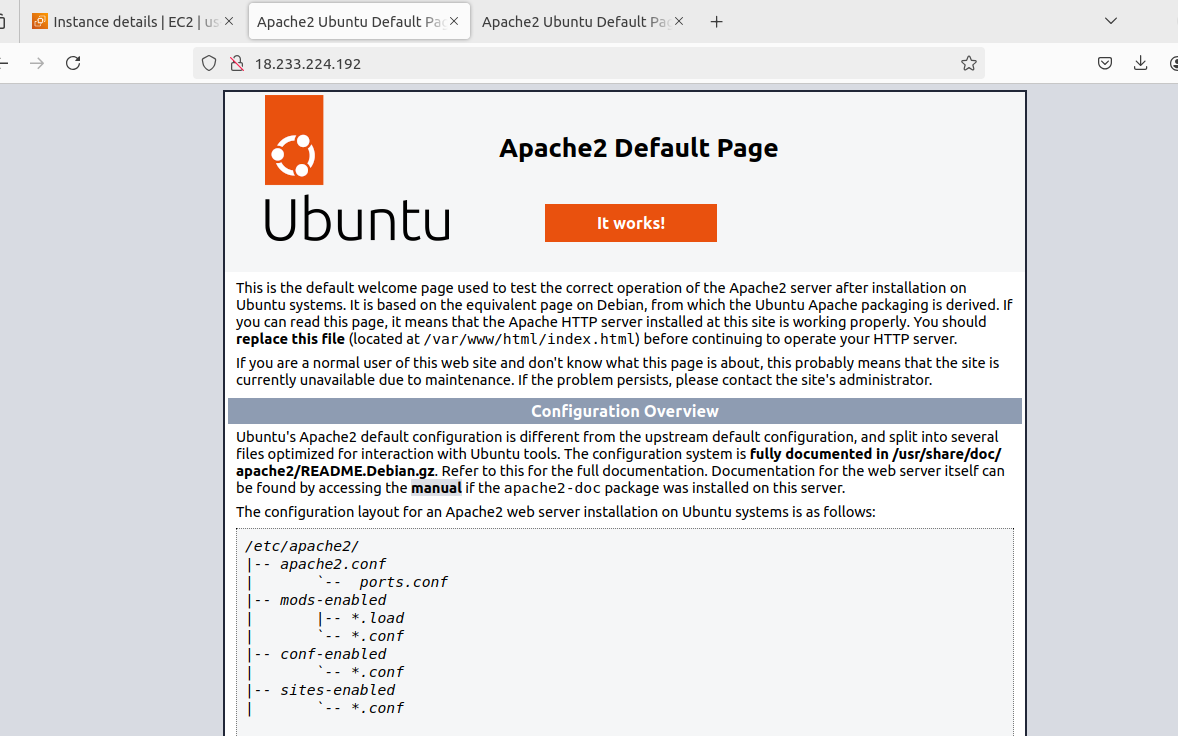 Instance details | EC2 | us
Apache2 Ubuntu Default Pag
Apache2 Ubuntu Default Pag
18.233.224.192
Apache2 Default Page
Ubuntu
It works!
This is the default welcome page used to test the correct operation of the Apache2 server after installation on
Ubuntu systems. It is based on the equivalent page on Debian, from which the Ubuntu Apache packaging is derived. If
you can read this page, it means that the Apache HTTP server installed at this site is working properly. You should
replace this file (located at /var/www/html/index.html) before continuing to operate your HTTP server.
If you are a normal user of this web site and don't know what this page is about, this probably means that the site is
currently unavailable due to maintenance. If the problem persists, please contact the site's administrator.
Configuration Overview
Ubuntu's Apache2 default configuration is different from the upstream default configuration, and split into several
files optimized for interaction with Ubuntu tools. The configuration system is fully documented in /usr/share/doc/
apache2/README.Debian.gz. Refer to this for the full documentation. Documentation for the web server itself can
be found by accessing the manual if the apache2-doc package was installed on this server.
The configuration layout for an Apache2 web server installation on Ubuntu systems is as follows:
/etc/apache2/
|-- apache2.conf
|       `--  ports.conf
|-- mods-enabled
|       |-- *.load
|       `-- *.conf
|-- conf-enabled
|       `-- *.conf
|-- sites-enabled
|       `-- *.conf